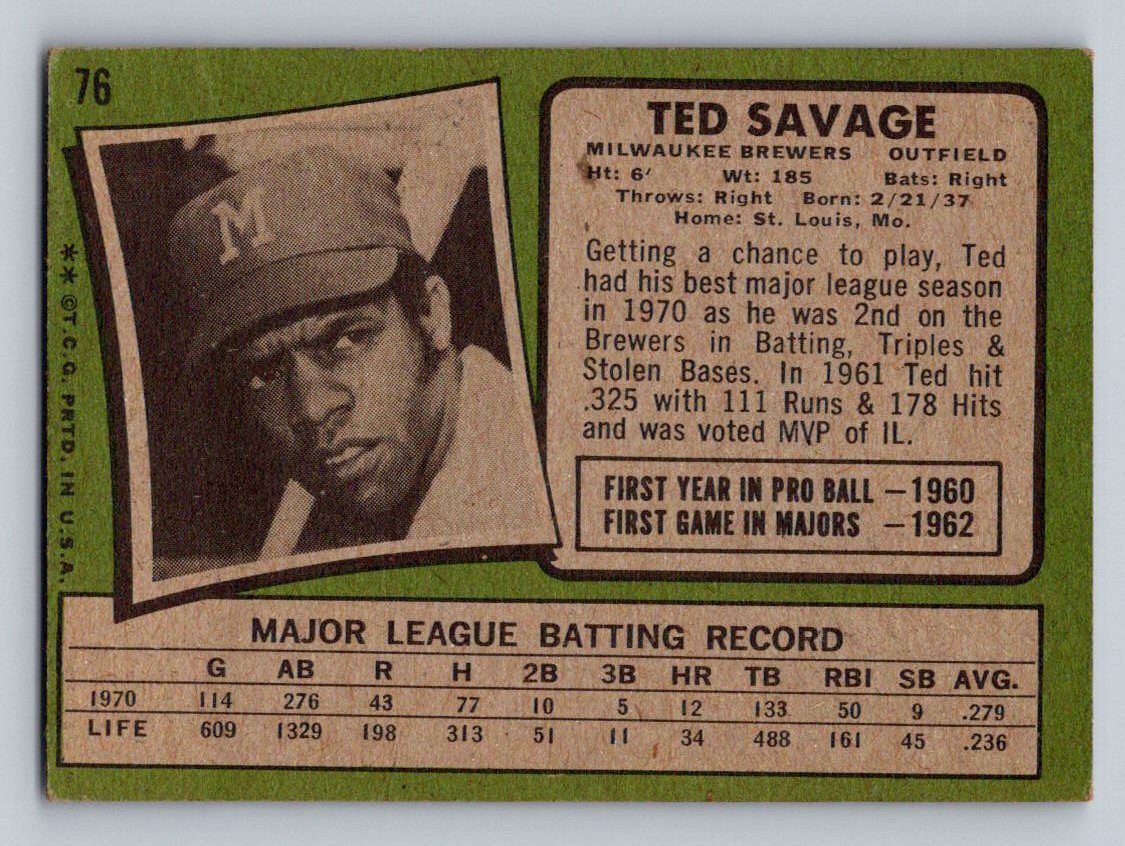 76
TED SAVAGE
MILWAUKEE BREWERS OUTFIELD
Ht: 6' Wt: 185 Bats: Right
Throws: Right Born: 2/21/37
Home: St. Louis, Mo.
Getting a chance to play, Ted
had his best major league season
in 1970 as he was 2nd on the
Brewers in Batting, Triples &
Stolen Bases. In 1961 Ted hit
.325 with 111 Runs & 178 Hits
and was voted MVP of IL.
FIRST YEAR IN PRO BALL — 1960
FIRST GAME IN MAJORS — 1962
M
** ©T.C.G. PRTD. IN U.S.A.
MAJOR LEAGUE BATTING RECORD
G AB R H 2B 3B HR TB RBI SB AVG.
1970 114 276 43 77 10 5 12 133 50 9 .279
LIFE 609 1329 198 313 51 11 34 488 161 45 .236